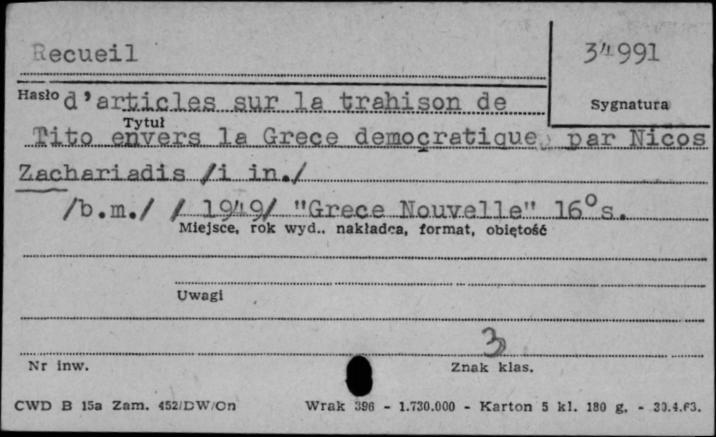 Recueil
34991
Hasło d'articles sur la trahison de
Sygnatura
Tytuł
Tito envers la Grece democratique, par Nicos
Zachariadis /i in./
/b.m./ / 1949/ "Grece Nouvelle" 16°s.
Miejsce, rok wyd., nakładca, format, objętość
Uwagi
3
Nr inw.
Znak klas.
CWD B 15a Zam. 452/DW/On Wrak 396 - 1.730.000 - Karton 5 kl. 180 g. - 30.4.63.